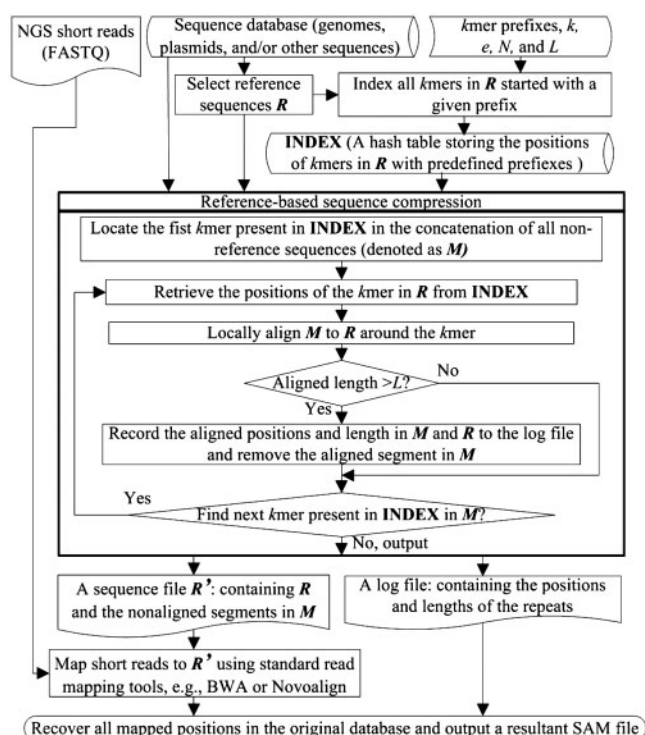 NGS short reads
(FASTQ)
Sequence database (genomes,
plasmids, and/or other sequences)
kmer prefixes, k,
e, N, and L
Select reference
sequences R
Index all kmers in R started with a
given prefix
INDEX (A hash table storing the positions
of kmers in R with predefined prefiexes )
Reference-based sequence compression
Locate the fist kmer present in INDEX in the concatenation of all non-
reference sequences (denoted as M)
Retrieve the positions of the kmer in R from INDEX
Locally align M to R around the kmer
Aligned length >L?
No
Yes
Record the aligned positions and length in M and R to the log file
and remove the aligned segment in M
Yes
Find next kmer present in INDEX in M?
No, output
A sequence file R’: containing R
and the nonaligned segments in M
A log file: containing the positions
and lengths of the repeats
Map short reads to R’ using standard read
mapping tools, e.g., BWA or Novoalign
Recover all mapped positions in the original database and output a resultant SAM file